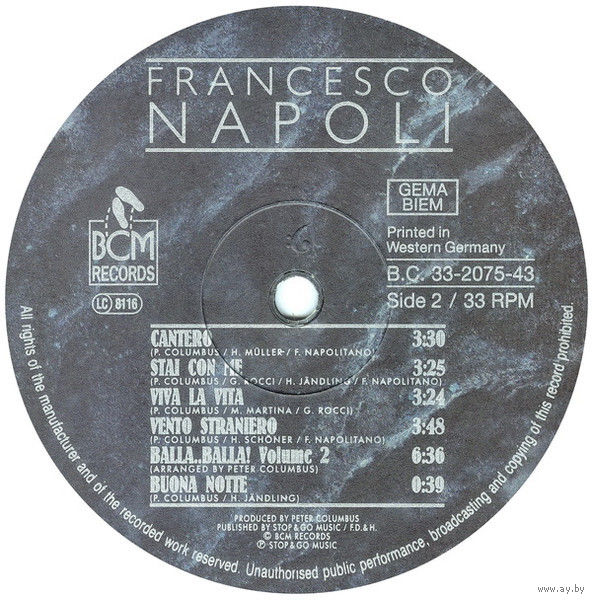 FRANCESCO
NAPOLI
GEMA
BIEM
Printed in
Western Germany
B.C. 33-2075-43
Side 2 / 33 RPM
BCM
RECORDS
LC 8116
CANTERO 3:30
(P. COLUMBUS / H. MÜLLER / F. NAPOLITANO)
STAI CON ME 3:25
(P. COLUMBUS / G. ROCCI / H. JÄNDLING / F. NAPOLITANO)
VIVA LA VITA 3:24
(P. COLUMBUS / M. MARTINA / G. ROCCI)
VENTO STRANIERO 3:48
(P. COLUMBUS / H. SCHÖNER / F. NAPOLITANO)
BALLA..BALLA! Volume 2 6:36
(ARRANGED BY PETER COLUMBUS)
BUONA NOTTE 0:39
(P. COLUMBUS / H. JÄNDLING)
PRODUCED BY PETER COLUMBUS
PUBLISHED BY STOP & GO MUSIC / F.D.& H.
© BCM RECORDS
℗ STOP & GO MUSIC
All rights of the manufacturer and of the recorded work reserved. Unauthorised public performance, broadcasting and copying of this record prohibited.
www.ay.by